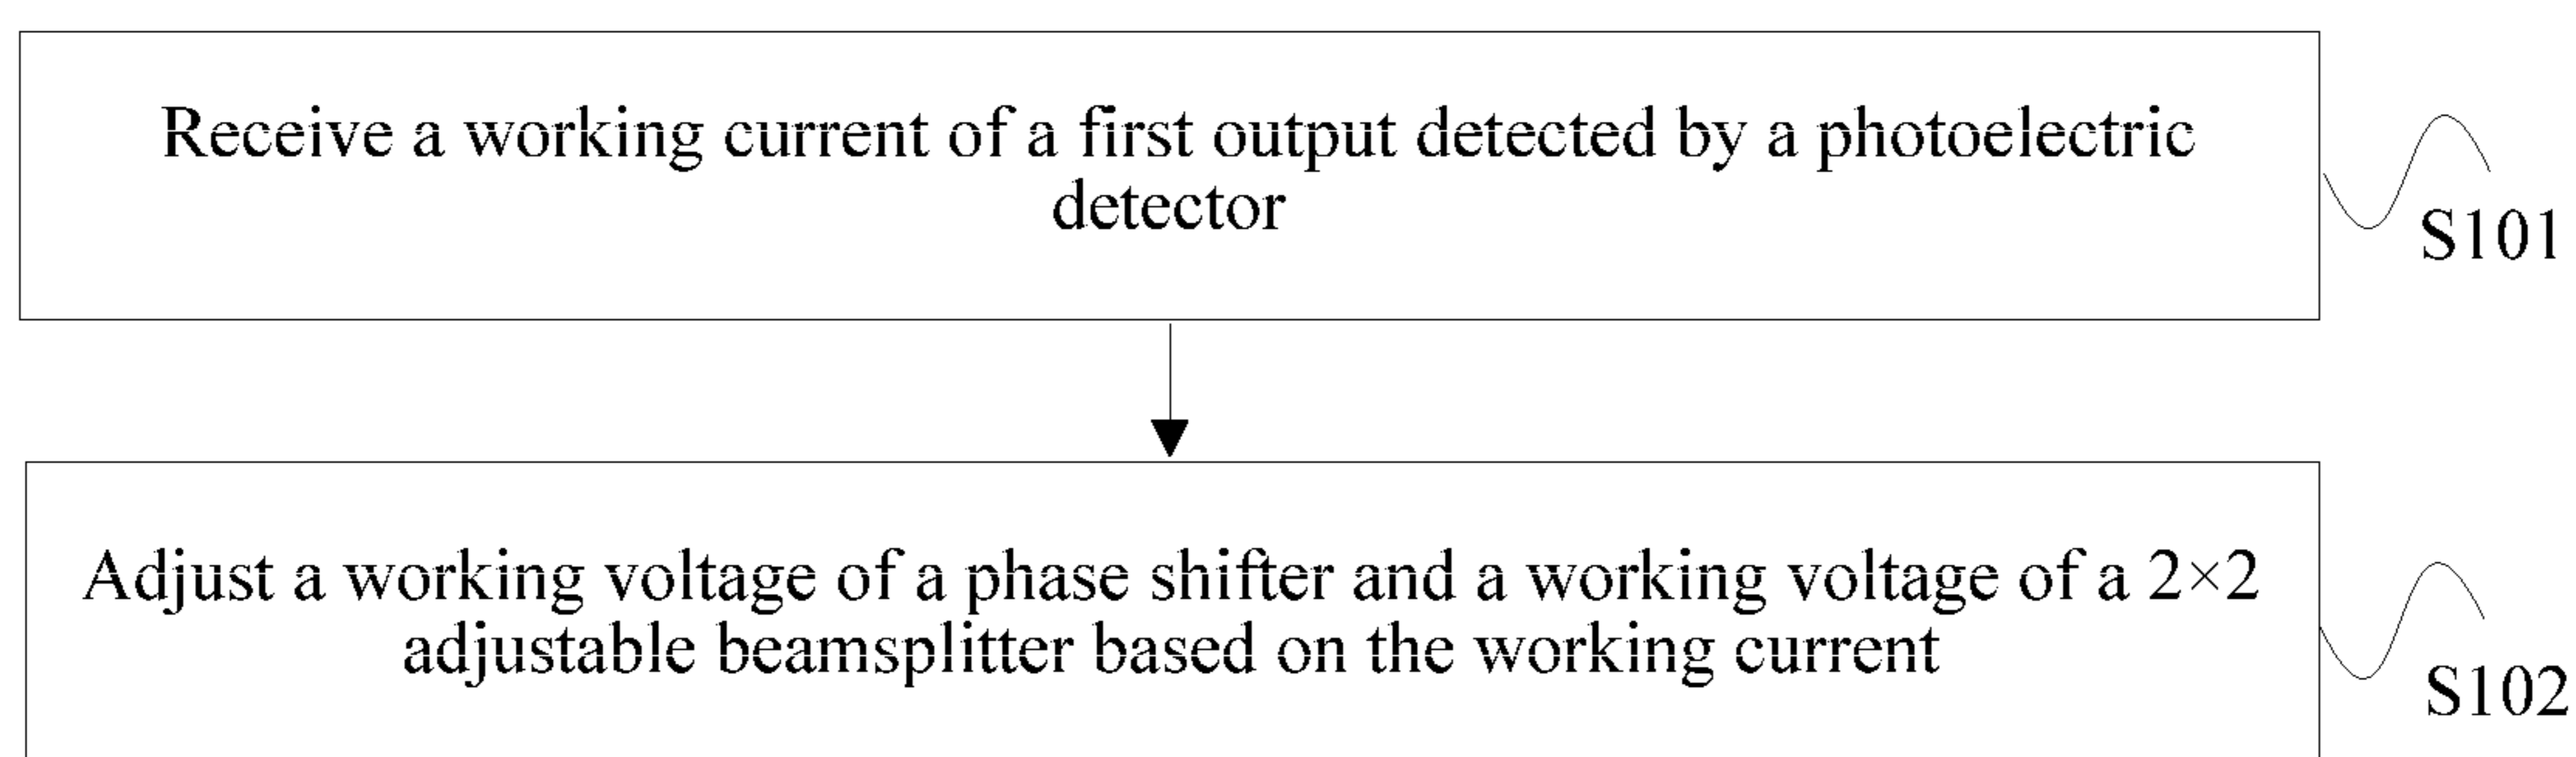 Receive a working current of a first output detected by a photoelectric
detector
S101
Adjust a working voltage of a phase shifter and a working voltage of a 2×2
adjustable beamsplitter based on the working current
S102